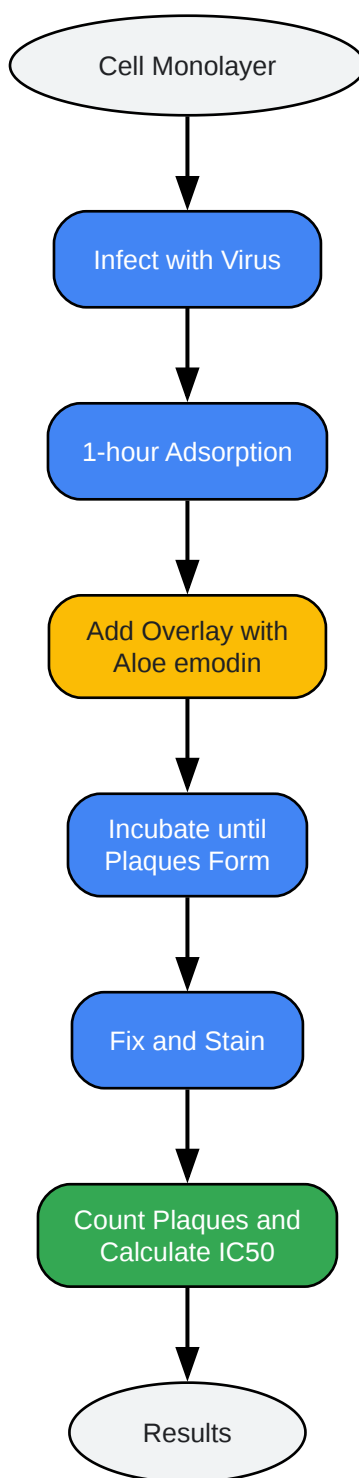 Cell Monolayer
Infect with Virus
1-hour Adsorption
Add Overlay with
Aloe emodin
Incubate until
Plaques Form
Fix and Stain
Count Plaques and
Calculate IC50
Results